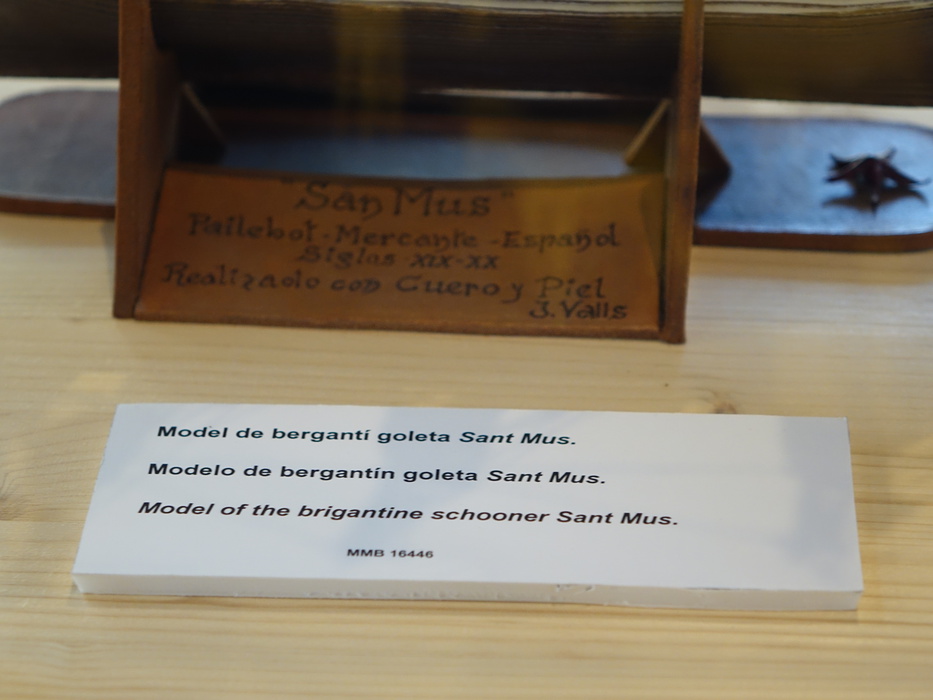 "San Mus"
Pailebot-Mercante-Español
Siglos-XIX-XX
Realizado con Cuero y Piel
J. Valls
Model de bergantí goleta Sant Mus.
Modelo de bergantín goleta Sant Mus.
Model of the brigantine schooner Sant Mus.
MMB 16446